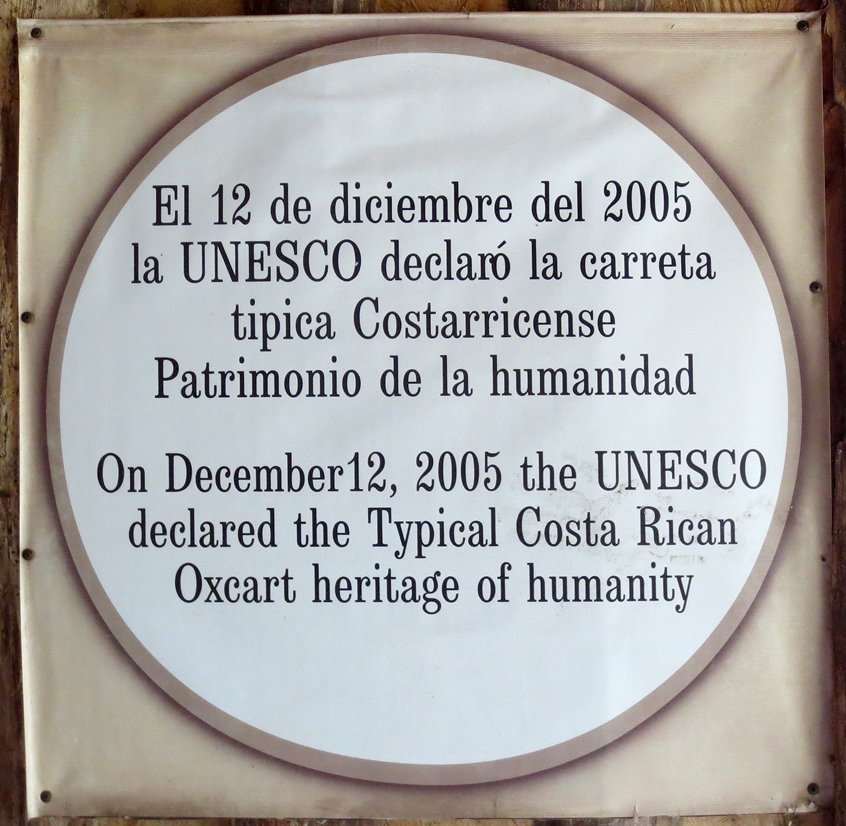 El 12 de diciembre del 2005
la UNESCO declaró la carreta
tipica Costarricense
Patrimonio de la humanidad
On December12, 2005 the UNESCO
declared the Typical Costa Rican
Oxcart heritage of humanity